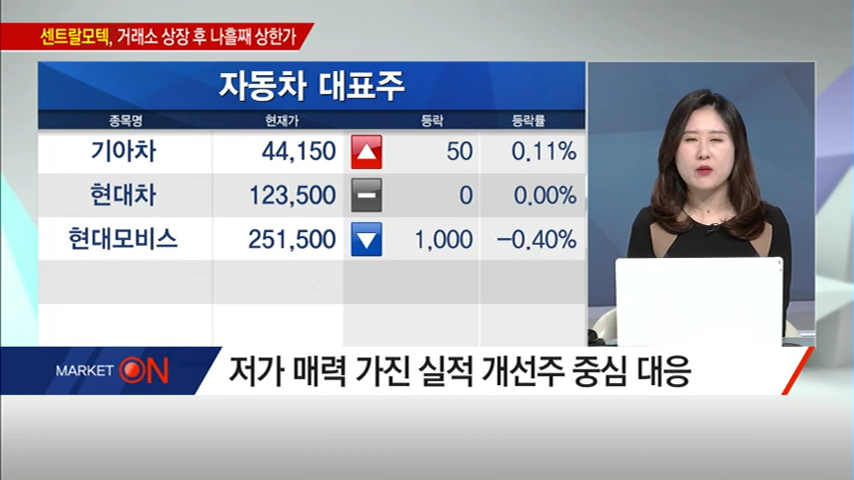 센트랄모텍, 거래소 상장 후 나흘째 상한가
자동차 대표주
종목명 현재가 등락 등락률
기아차 44,150 50 0.11%
현대차 123,500 0 0.00%
현대모비스 251,500 1,000 -0.40%
MARKET ON 저가 매력 가진 실적 개선주 중심 대응